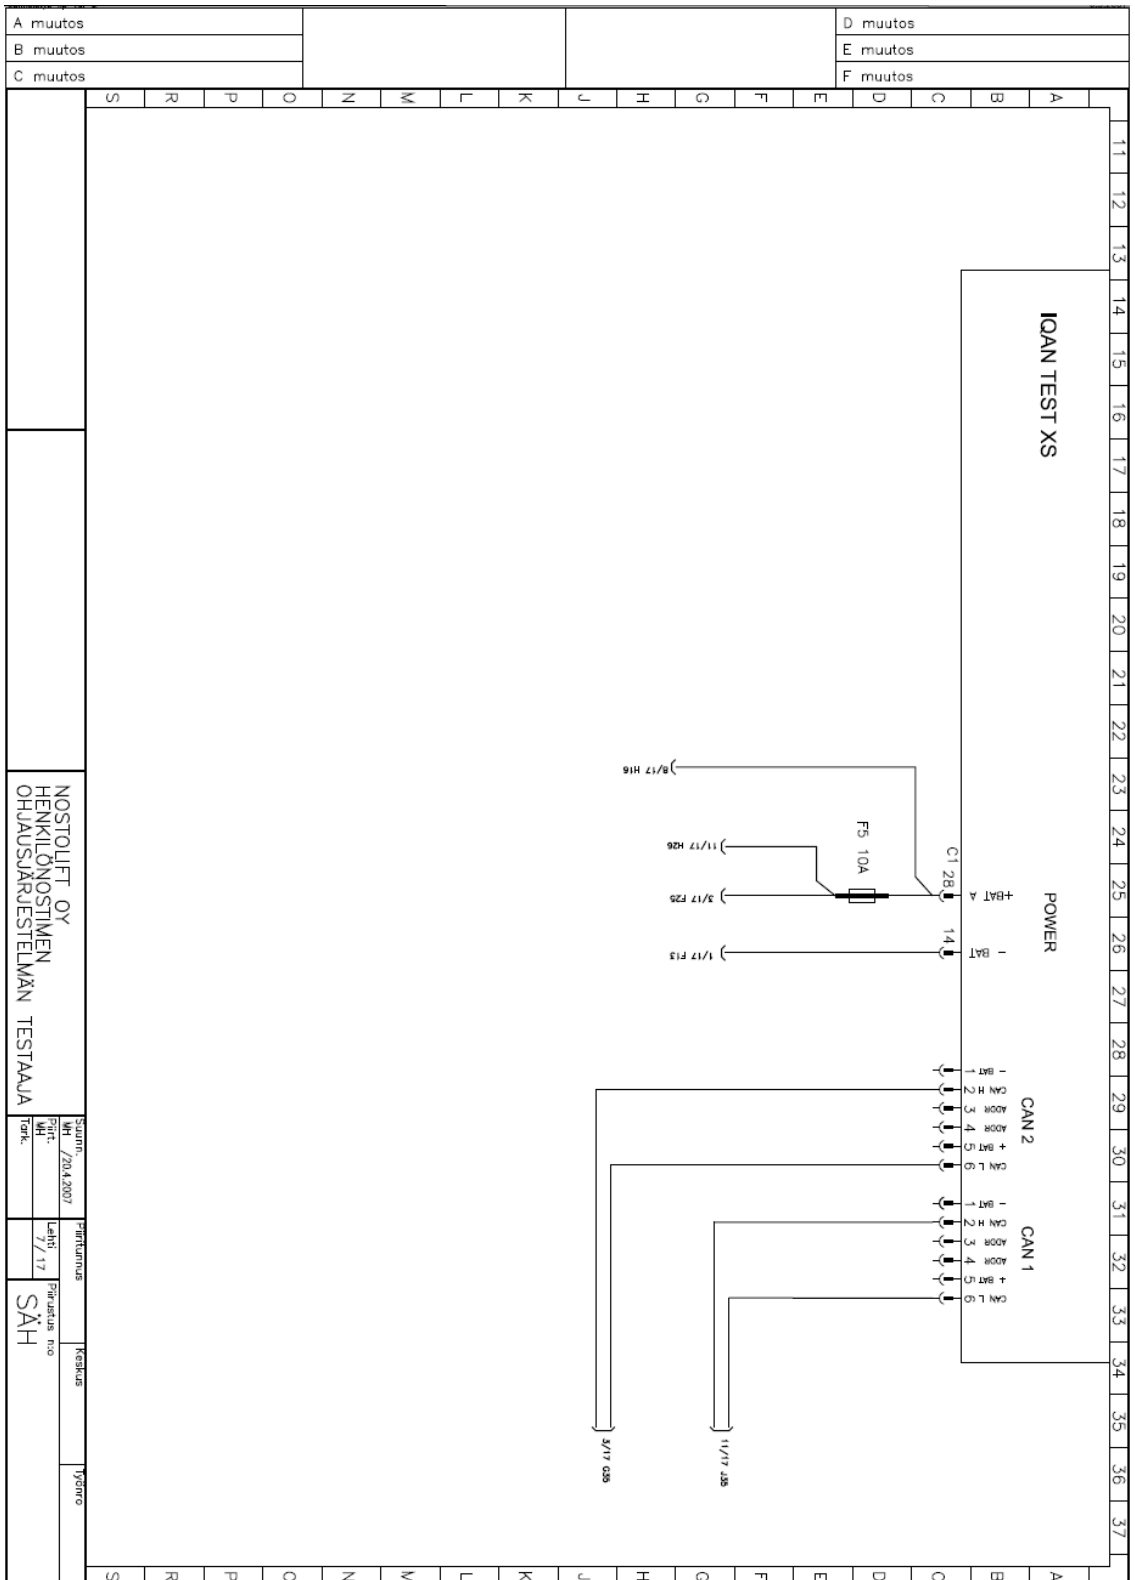 A muutos
B muutos
C muutos
D muutos
E muutos
F muutos
S R P O N M L K J H G F E D C B A
11
12
13
14
15
16
17
18
19
20
21
22
23
24
25
26
27
28
29
30
31
32
33
34
35
36
37
IQAN TEST XS
POWER
C1 28
+BAT A
14
- BAT
F5 10A
8/17 H16
11/17 H26
3/17 F25
1/17 F13
CAN 2
1 - BAT
2 CAN H
3 ADDR
4 ADDR
5 + BAT
6 CAN L
CAN 1
1 - BAT
2 CAN H
3 ADDR
4 ADDR
5 + BAT
6 CAN L
11/17 J35
3/17 G35
NOSTOLIFT OY
HENKILÖNOSTIMEN
OHJAUSJÄRJESTELMÄN TESTAAJA
Suunn.
MH /20.4.2007
Piirt.
MH
Tark.
Piiritunnus
Keskus
Työnro
Lehti
7/17
Piirustus n:o
SÄH
S R P O N M L K J H G F E D C B A